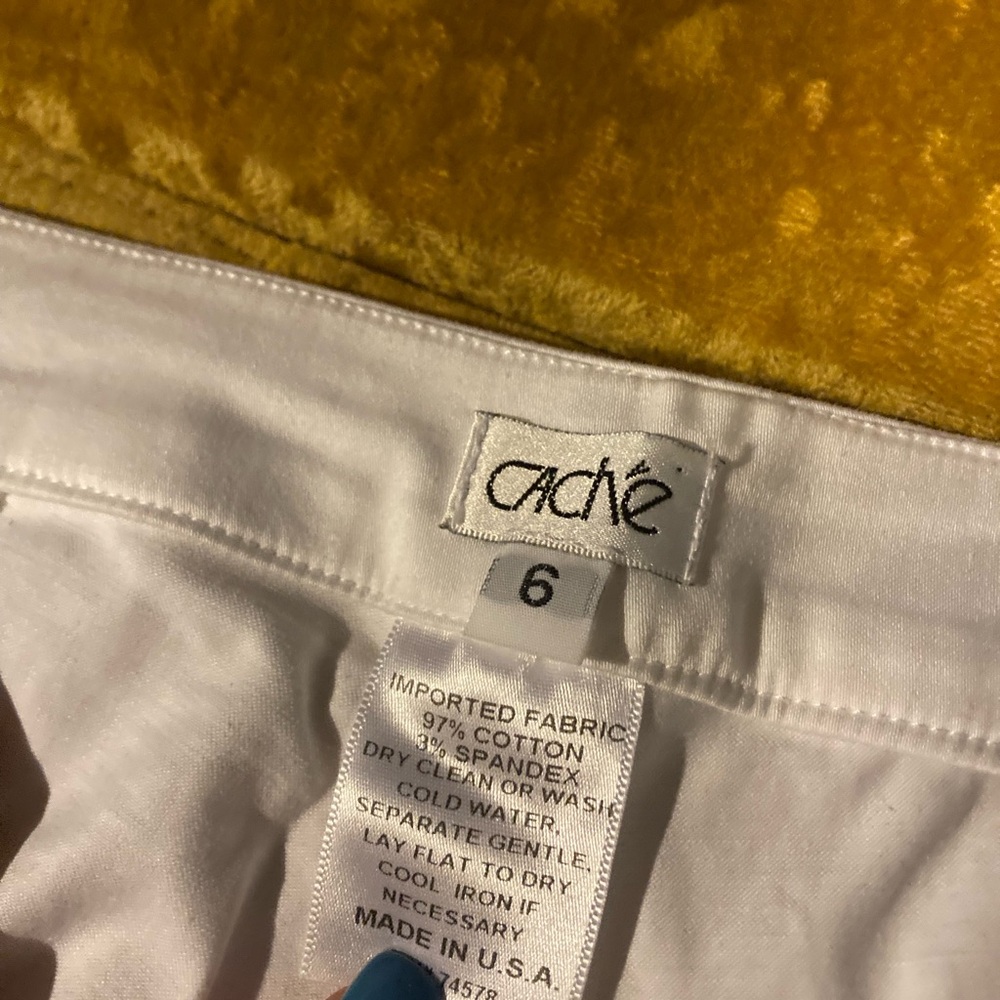 CAChé
6
IMPORTED FABRIC
97% COTTON
3% SPANDEX
DRY CLEAN OR WASH
COLD WATER,
SEPARATE GENTLE.
LAY FLAT TO DRY
COOL IRON IF
NECESSARY
MADE IN U.S.A.
74578